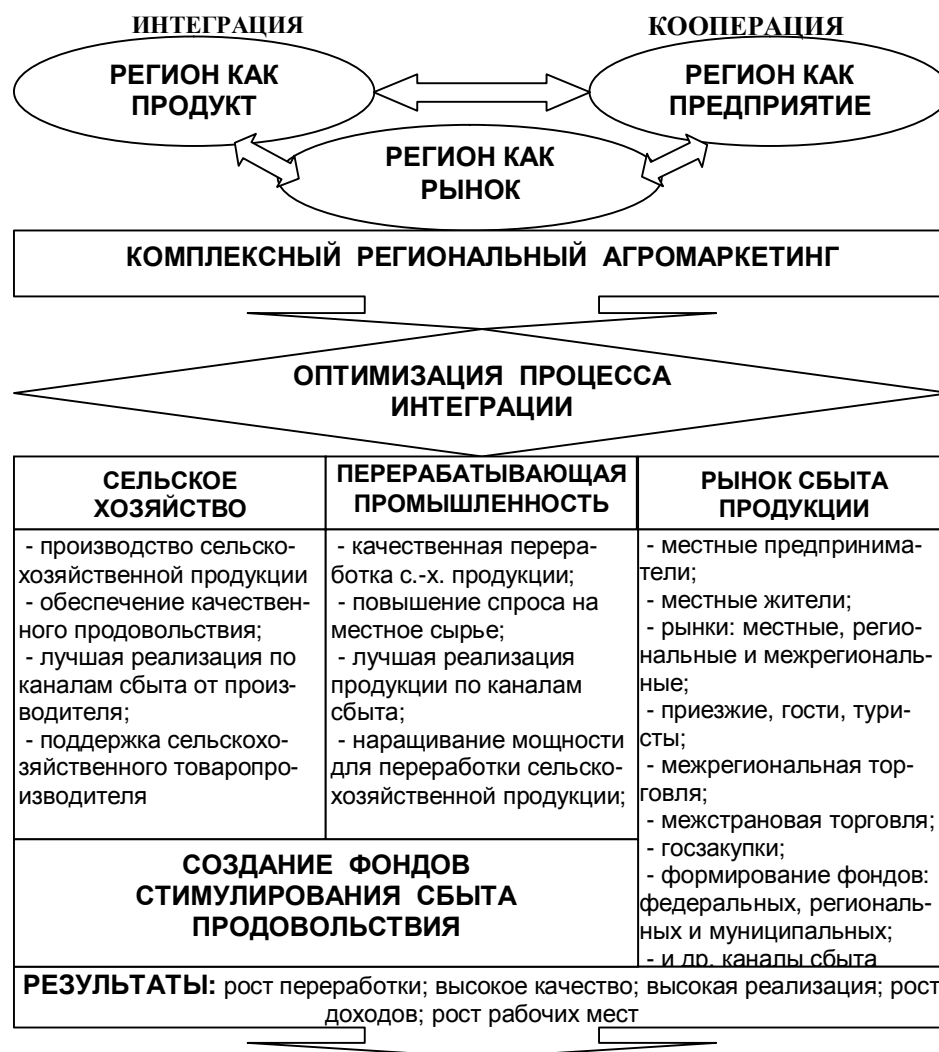 ИНТЕГРАЦИЯ
КООПЕРАЦИЯ
РЕГИОН КАК
ПРОДУКТ
РЕГИОН КАК
ПРЕДПРИЯТИЕ
РЕГИОН КАК
РЫНОК
КОМПЛЕКСНЫЙ РЕГИОНАЛЬНЫЙ АГРОМАРКЕТИНГ
ОПТИМИЗАЦИЯ ПРОЦЕССА
ИНТЕГРАЦИИ
СЕЛЬСКОЕ
ХОЗЯЙСТВО
- производство сельско-
хозяйственной продукции
- обеспечение качествен-
ного продовольствия;
- лучшая реализация по
каналам сбыта от произ-
водителя;
- поддержка сельскохо-
зяйственного товаропро-
изводителя
ПЕРЕРАБАТЫВАЮЩАЯ
ПРОМЫШЛЕННОСТЬ
- качественная перера-
ботка с.-х. продукции;
- повышение спроса на
местное сырье;
- лучшая реализация
продукции по каналам
сбыта;
- наращивание мощности
для переработки сельско-
хозяйственной продукции;
РЫНОК СБЫТА
ПРОДУКЦИИ
- местные предпринима-
тели;
- местные жители;
- рынки: местные, регио-
нальные и межрегиональ-
ные;
- приезжие, гости, тури-
сты;
- межрегиональная тор-
говля;
- межстрановая торговля;
- госзакупки;
- формирование фондов:
федеральных, региональ-
ных и муниципальных;
- и др. каналы сбыта
СОЗДАНИЕ ФОНДОВ
СТИМУЛИРОВАНИЯ СБЫТА
ПРОДОВОЛЬСТВИЯ
РЕЗУЛЬТАТЫ: рост переработки; высокое качество; высокая реализация; рост
доходов; рост рабочих мест